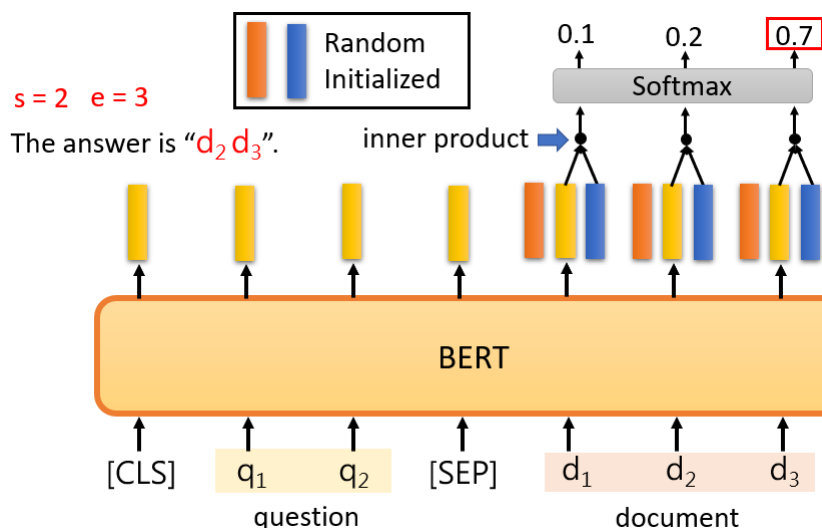 Random
Initialized
0.1 0.2 0.7
Softmax
s = 2 e = 3
The answer is “d₂ d₃”.
inner product
BERT
[CLS] q₁ q₂ [SEP] d₁ d₂ d₃
question document